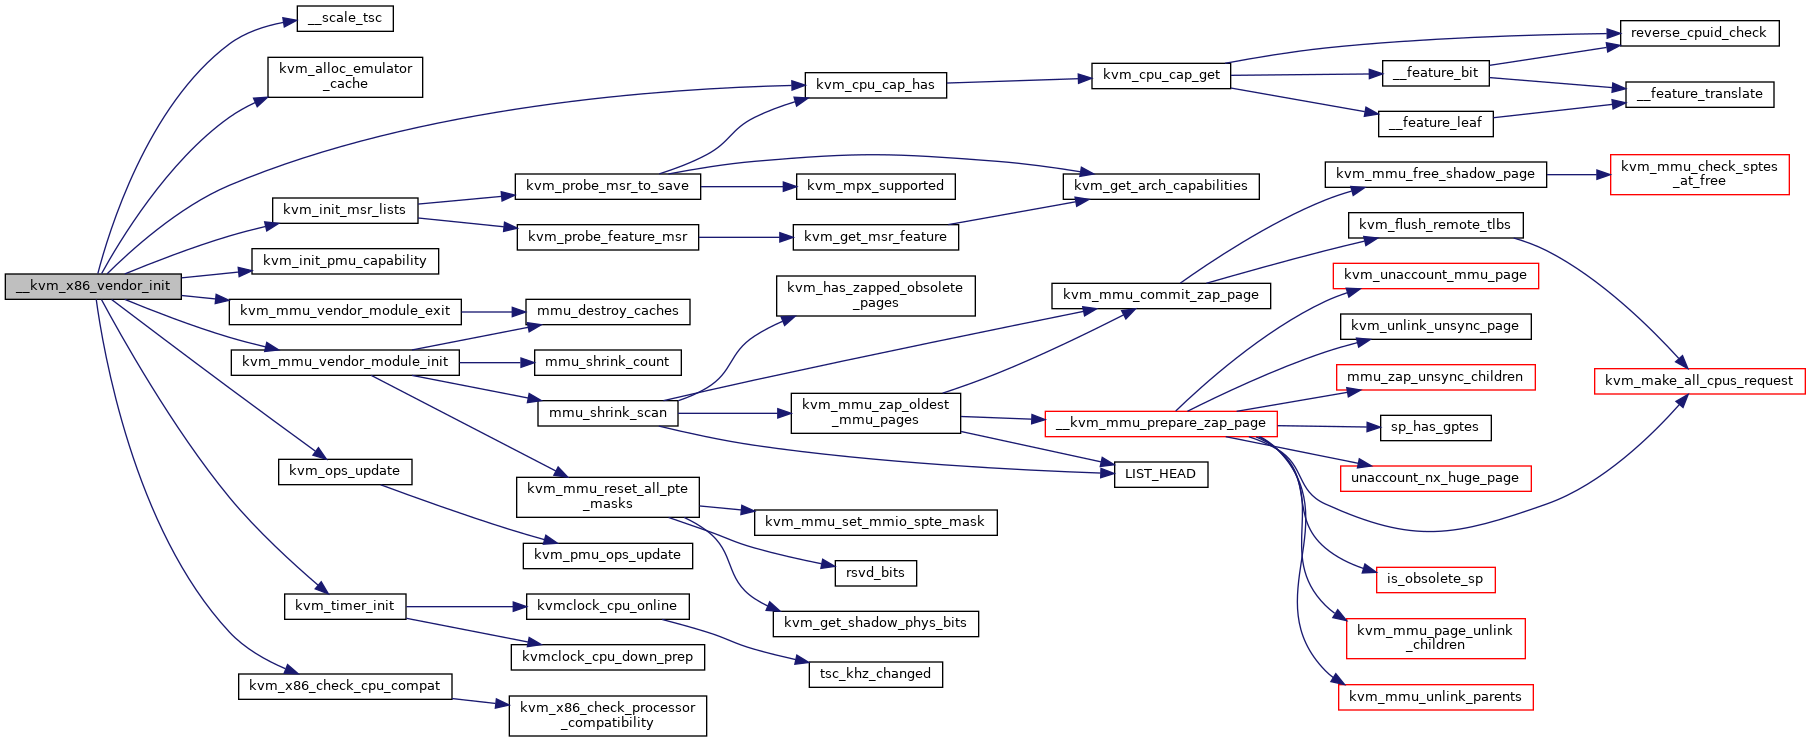 __kvm_x86_vendor_init
__scale_tsc
kvm_alloc_emulator
_cache
kvm_init_msr_lists
kvm_init_pmu_capability
kvm_mmu_vendor_module_exit
kvm_mmu_vendor_module_init
kvm_ops_update
kvm_timer_init
kvm_x86_check_cpu_compat
kvm_probe_msr_to_save
kvm_probe_feature_msr
mmu_destroy_caches
mmu_shrink_count
mmu_shrink_scan
kvm_mmu_reset_all_pte
_masks
kvm_pmu_ops_update
kvmclock_cpu_online
kvmclock_cpu_down_prep
kvm_x86_check_processor
_compatibility
kvm_cpu_cap_has
kvm_mpx_supported
kvm_get_msr_feature
kvm_has_zapped_obsolete
_pages
kvm_mmu_zap_oldest
_mmu_pages
kvm_mmu_set_mmio_spte_mask
rsvd_bits
kvm_get_shadow_phys_bits
tsc_khz_changed
kvm_cpu_cap_get
kvm_get_arch_capabilities
kvm_mmu_commit_zap_page
__kvm_mmu_prepare_zap_page
LIST_HEAD
__feature_bit
__feature_leaf
kvm_mmu_free_shadow_page
kvm_flush_remote_tlbs
kvm_unaccount_mmu_page
kvm_unlink_unsync_page
mmu_zap_unsync_children
sp_has_gptes
unaccount_nx_huge_page
is_obsolete_sp
kvm_mmu_page_unlink
_children
kvm_mmu_unlink_parents
reverse_cpuid_check
__feature_translate
kvm_mmu_check_sptes
_at_free
kvm_make_all_cpus_request